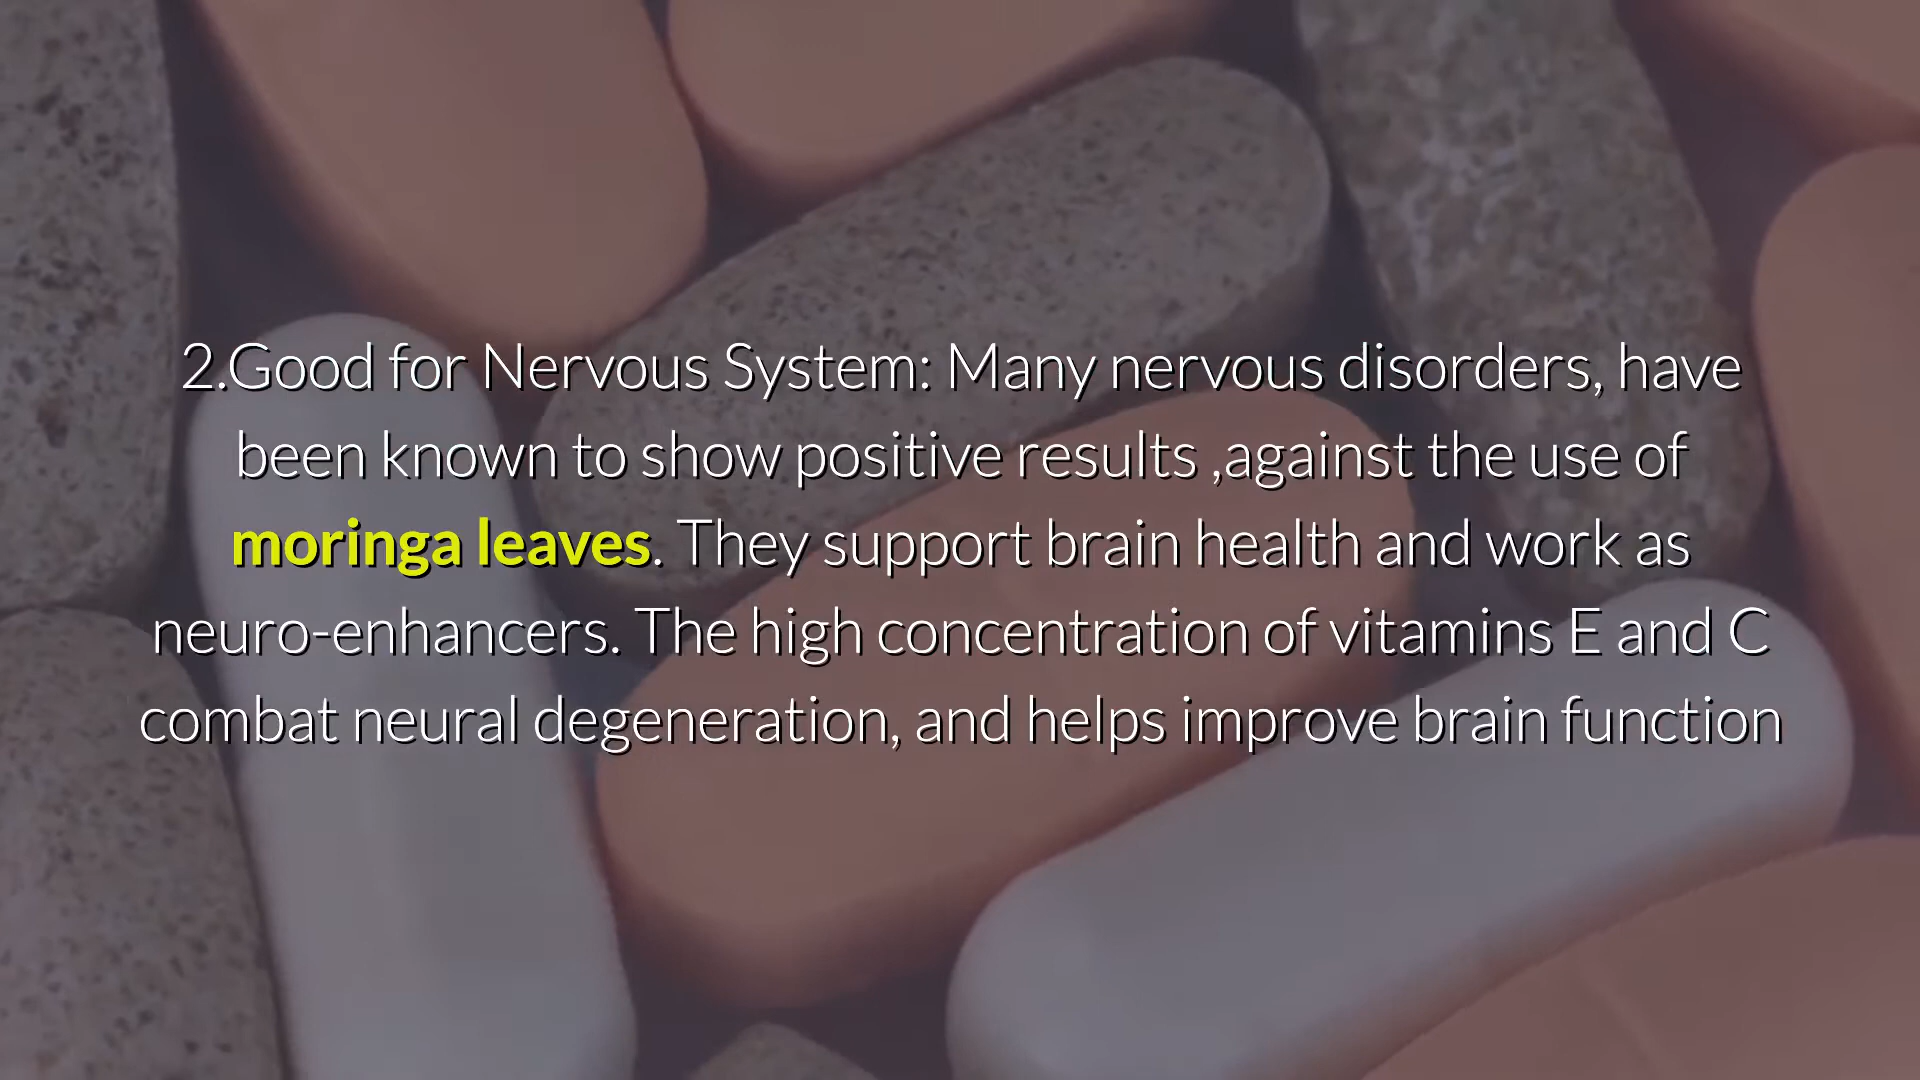 2.Good for Nervous System: Many nervous disorders, have
been known to show positive results ,against the use of
moringa leaves. They support brain health and work as
neuro-enhancers. The high concentration of vitamins E and C
combat neural degeneration, and helps improve brain function